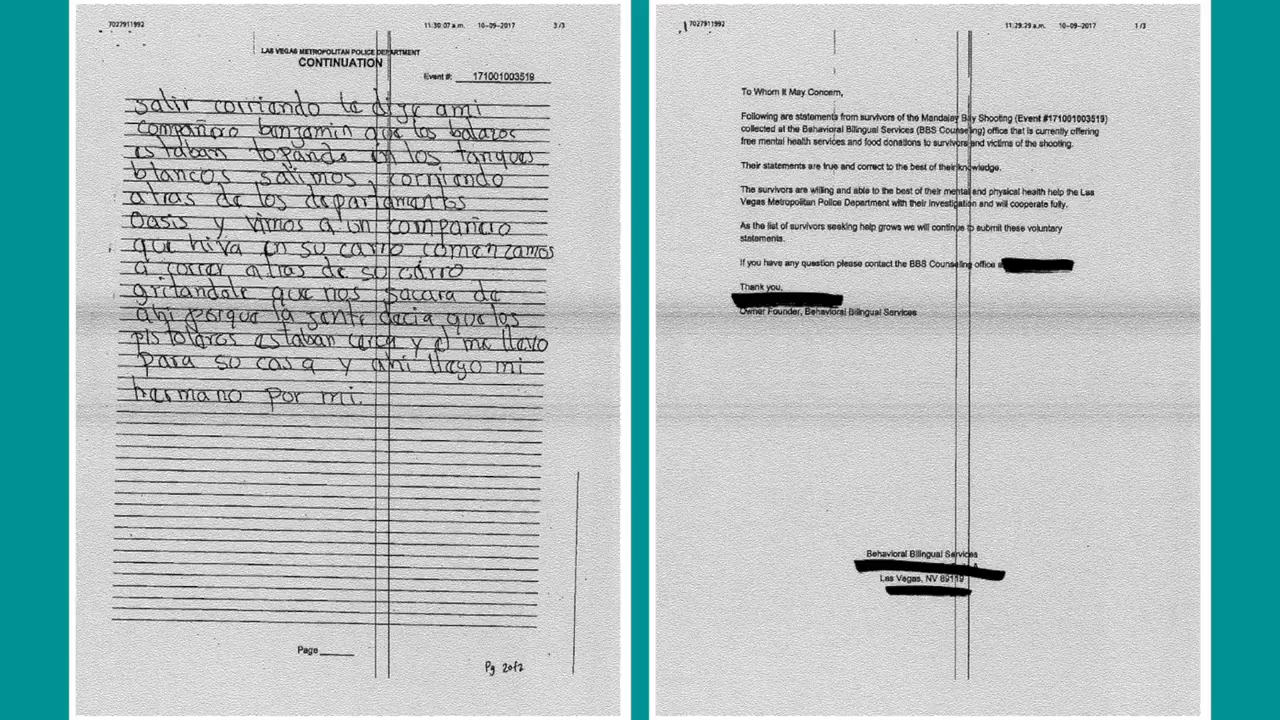 7027911992 11:30:07 a.m. 10-09-2017 3/3
LAS VEGAS METROPOLITAN POLICE DEPARTMENT
CONTINUATION
Event #: 171001003519
salir corriendo le dije ami
compañero benjamin que los balazos
estaban topando en los tanques
blancos salimos corriendo
atras de los departamentos
Oasis y vimos a un compañero
que hiva en su carro comenzamos
a correr atras de su carro
gritandole que nos sacara de
ahi porque la gente decia que los
pistoleros estaban cerca y el me llevo
para su casa y ahi llego mi
hermano por mi.
Page
Pg 2of2
7027911992 11:29:29 a.m. 10-09-2017 1/3
To Whom It May Concern,
Following are statements from survivors of the Mandalay Bay Shooting (Event #171001003519)
collected at the Behavioral Bilingual Services (BBS Counseling) office that is currently offering
free mental health services and food donations to survivors and victims of the shooting.
Their statements are true and correct to the best of their knowledge.
The survivors are willing and able to the best of their mental and physical health help the Las
Vegas Metropolitan Police Department with their investigation and will cooperate fully.
As the list of survivors seeking help grows we will continue to submit these voluntary
statements.
If you have any question please contact the BBS Counseling office
Thank you,
Owner Founder, Behavioral Bilingual Services
Behavioral Bilingual Services
Las Vegas, NV 89119